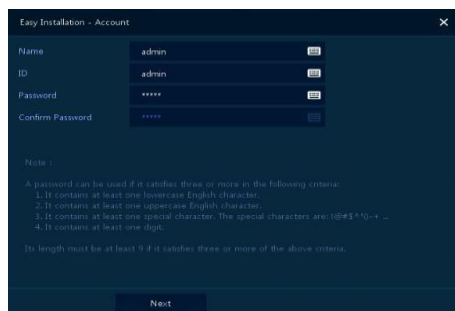 Easy Installation - Account
Name admin
ID admin
Password *****
Confirm Password *****
Note :
A password can be used if it satisfies three or more in the following criteria:
1. It contains at least one lowercase English character.
2. It contains at least one uppercase English character.
3. It contains at least one special character. The special characters are:
4. It contains at least one digit.
Its length must be at least 9 if it satisfies three or more of the above criteria.
Next